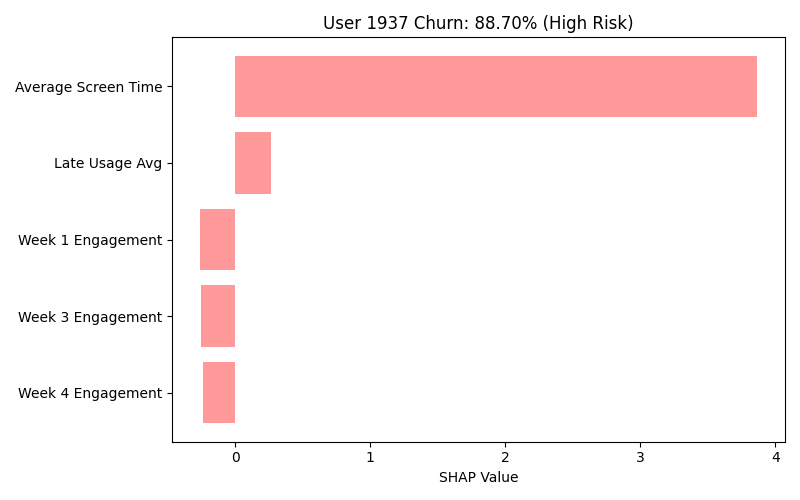 User 1937 Churn: 88.70% (High Risk)
Average Screen Time
Late Usage Avg
Week 1 Engagement
Week 3 Engagement
Week 4 Engagement
0 1 2 3 4
SHAP Value